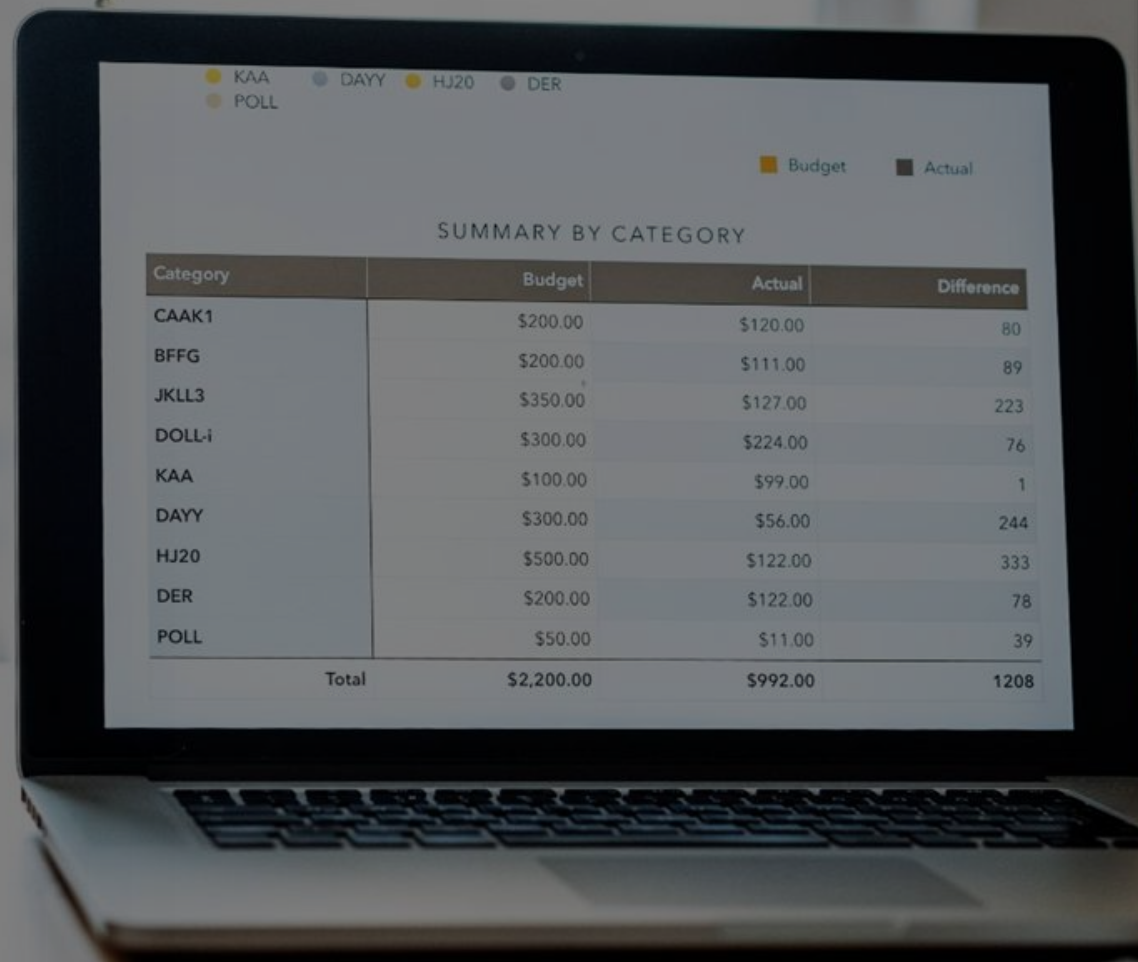 KAA DAYY HJ20 DER
POLL
Budget Actual
SUMMARY BY CATEGORY
Category Budget Actual Difference
CAAK1 $200.00 $120.00 80
BFFG $200.00 $111.00 89
JKLL3 $350.00 $127.00 223
DOLL-i $300.00 $224.00 76
KAA $100.00 $99.00 1
DAYY $300.00 $56.00 244
HJ20 $500.00 $122.00 333
DER $200.00 $122.00 78
POLL $50.00 $11.00 39
Total $2,200.00 $992.00 1208